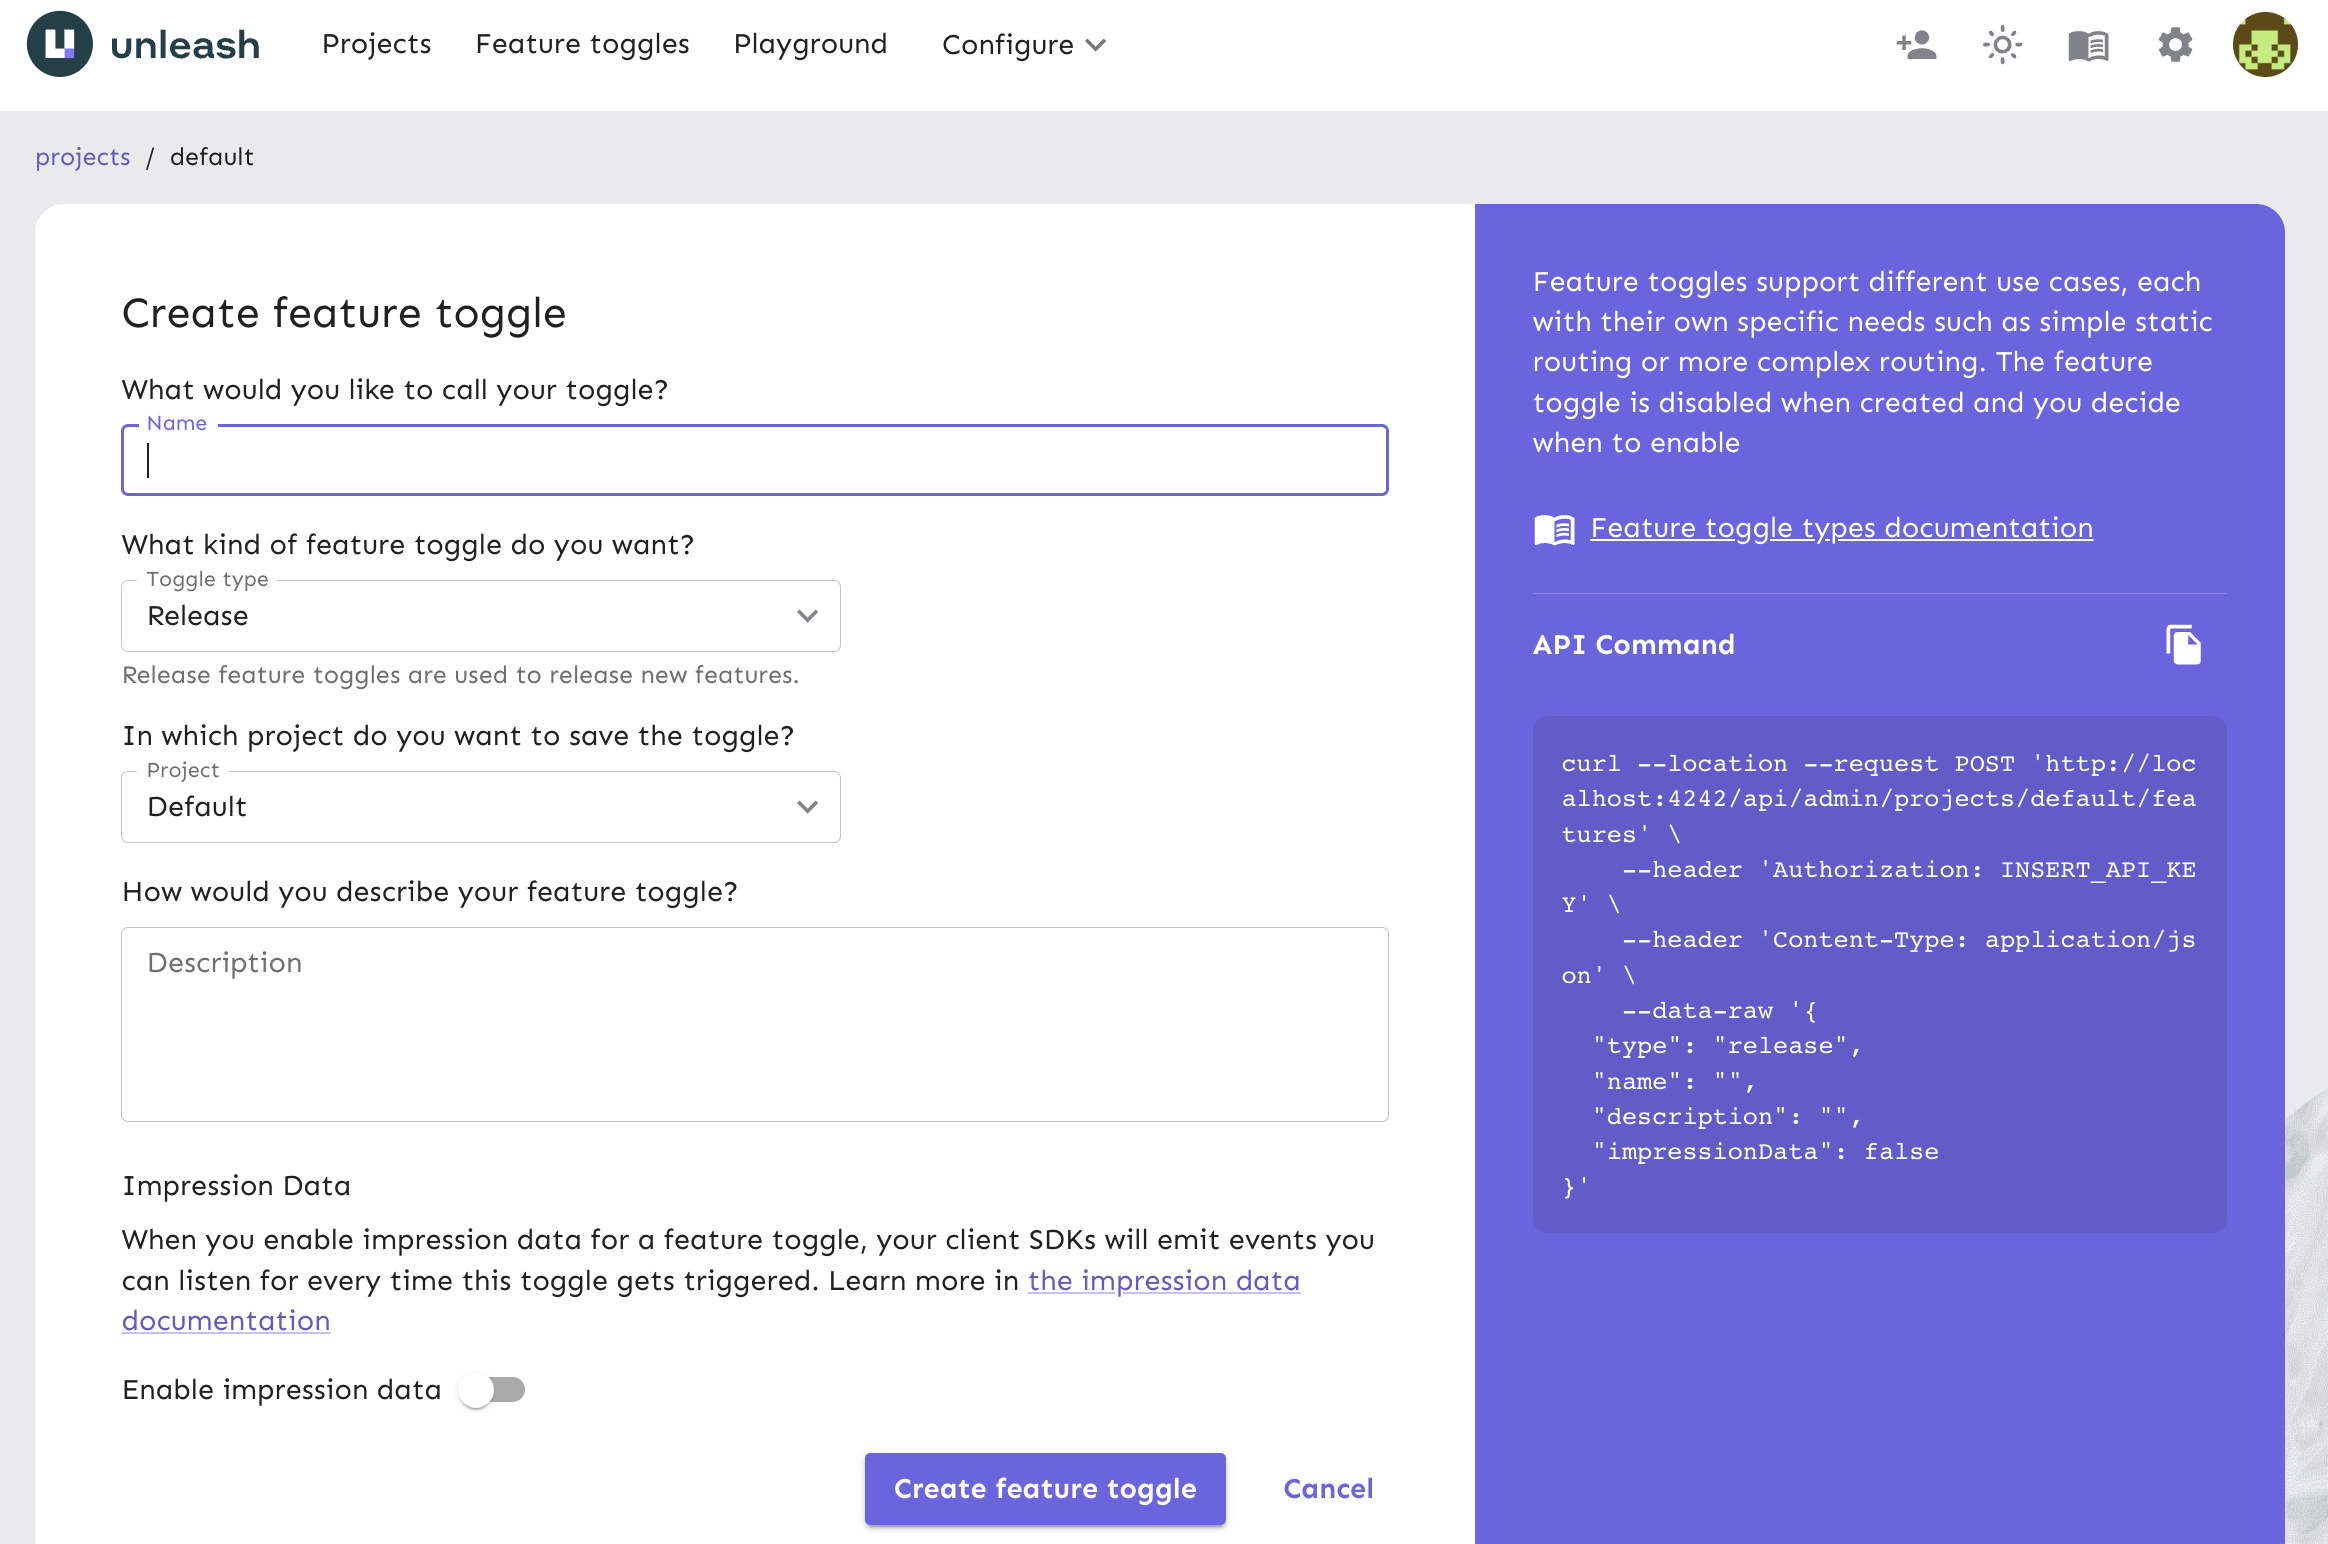 unleash
Projects
Feature toggles
Playground
Configure
projects / default
Create feature toggle
What would you like to call your toggle?
Name
What kind of feature toggle do you want?
Toggle type
Release
Release feature toggles are used to release new features.
In which project do you want to save the toggle?
Project
Default
How would you describe your feature toggle?
Description
Impression Data
When you enable impression data for a feature toggle, your client SDKs will emit events you
can listen for every time this toggle gets triggered. Learn more in the impression data
documentation
Enable impression data
Create feature toggle
Cancel
Feature toggles support different use cases, each
with their own specific needs such as simple static
routing or more complex routing. The feature
toggle is disabled when created and you decide
when to enable
Feature toggle types documentation
API Command
curl --location --request POST 'http://loc
alhost:4242/api/admin/projects/default/fea
tures' \
    --header 'Authorization: INSERT_API_KE
Y' \
    --header 'Content-Type: application/js
on' \
    --data-raw '{
  "type": "release",
  "name": "",
  "description": "",
  "impressionData": false
}'